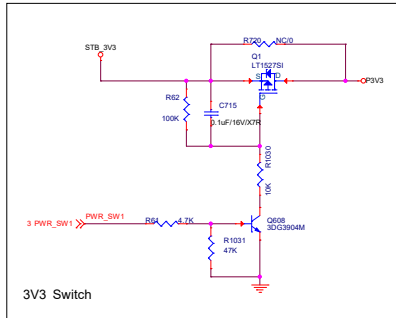 R720 NC/0
STB_3V3
Q1
LT1527SI
S D
P3V3
G
R62
100K
C715
0.1uF/16V/X7R
R1030
10K
3 PWR_SW1
PWR_SW1
R61
4.7K
Q608
3DG3904M
R1031
47K
3V3 Switch